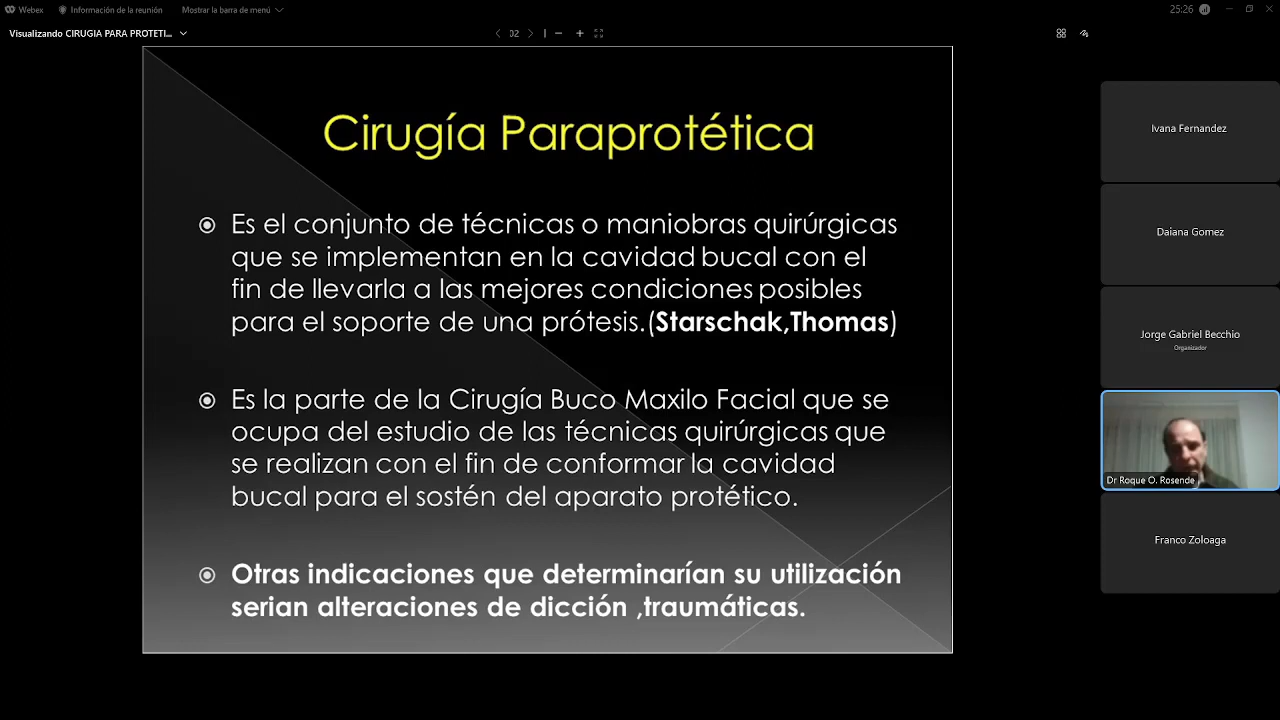 Webex
Información de la reunión
Mostrar la barra de menú
25:26
Visualizando CIRUGIA PARA PROTETI...
02
Cirugía Paraprotética
Es el conjunto de técnicas o maniobras quirúrgicas
que se implementan en la cavidad bucal con el
fin de llevarla a las mejores condiciones posibles
para el soporte de una prótesis.(Starschak,Thomas)
Es la parte de la Cirugía Buco Maxilo Facial que se
ocupa del estudio de las técnicas quirúrgicas que
se realizan con el fin de conformar la cavidad
bucal para el sostén del aparato protético.
Otras indicaciones que determinarían su utilización
serian alteraciones de dicción ,traumáticas.
Ivana Fernandez
Daiana Gomez
Jorge Gabriel Becchio
Organizador
Dr Roque O. Rosende
Franco Zoloaga